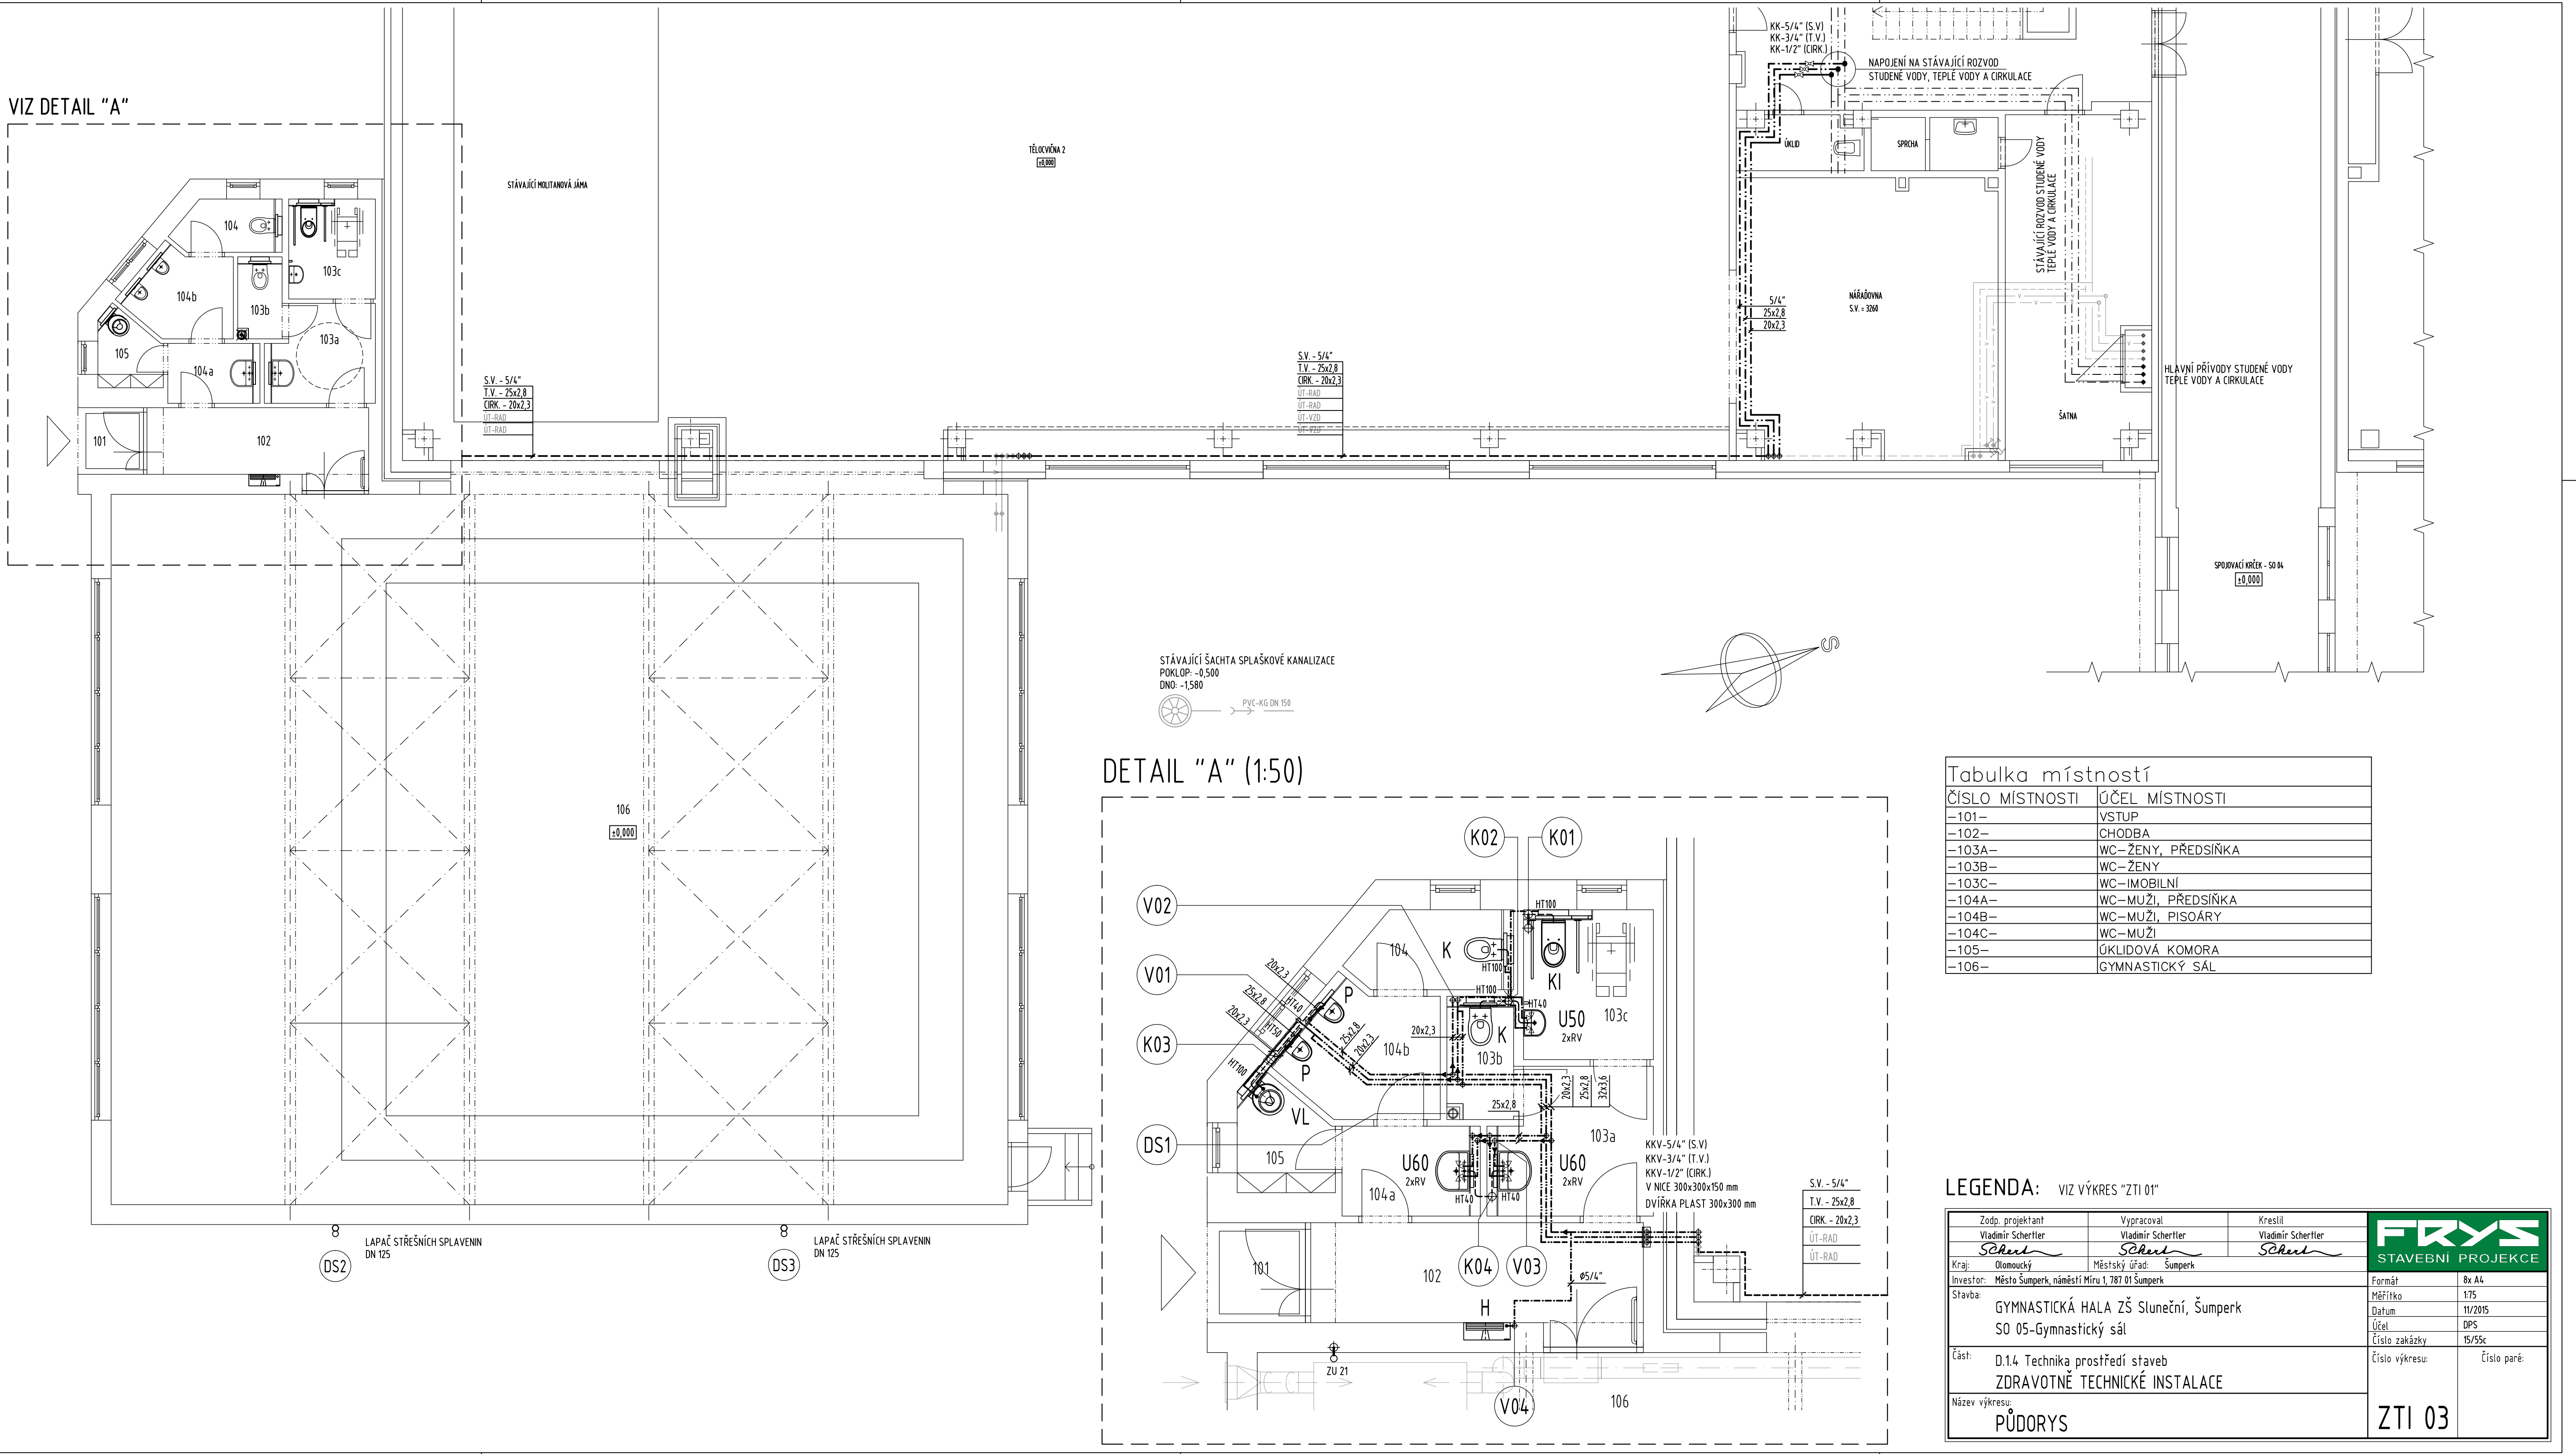 VIZ DETAIL "A"
STÁVAJÍCÍ MOLITANOVÁ JÁMA
TĚLOCVIČNA 2
±0,000
KK-5/4" (S.V)
KK-3/4" (T.V.)
KK-1/2" (CIRK.)
NAPOJENÍ NA STÁVAJÍCÍ ROZVOD
STUDENÉ VODY, TEPLÉ VODY A CIRKULACE
ÚKLID
SPRCHA
STÁVAJÍCÍ ROZVOD STUDENÉ VODY
TEPLÉ VODY A CIRKULACE
NÁŘAĎOVNA
S.V. = 3260
5/4"
25x2,8
20x2,3
HLAVNÍ PŘÍVODY STUDENÉ VODY
TEPLÉ VODY A CIRKULACE
ŠATNA
104
103c
104b
103b
103a
105
104a
101
102
S.V. - 5/4"
T.V. - 25x2,8
CIRK. - 20x2,3
ÚT-RAD
ÚT-RAD
S.V. - 5/4"
T.V. - 25x2,8
CIRK. - 20x2,3
ÚT-RAD
ÚT-RAD
ÚT-VZD
ÚT-VZD
SPOJOVACÍ KRČEK - SO 04
±0,000
STÁVAJÍCÍ ŠACHTA SPLAŠKOVÉ KANALIZACE
POKLOP: -0,500
DNO: -1,580
PVC-KG DN 150
S
106
±0,000
LAPAČ STŘEŠNÍCH SPLAVENIN
DN 125
DS2
LAPAČ STŘEŠNÍCH SPLAVENIN
DN 125
DS3
DETAIL "A" (1:50)
K02
K01
V02
V01
K03
DS1
HT100
104
K
HT100
KI
HT100
HT40
U50
2xRV
103c
20x2,3
25x2,8
20x2,3
HT40
HT50
HT100
P
P
VL
25x2,8
20x2,3
104b
20x2,3
K
103b
20x2,3
25x2,8
32x3,6
25x2,8
103a
105
U60
2xRV
U60
2xRV
HT40
HT40
104a
KKV-5/4" (S.V)
KKV-3/4" (T.V.)
KKV-1/2" (CIRK.)
V NICE 300x300x150 mm
DVÍŘKA PLAST 300x300 mm
S.V. - 5/4"
T.V. - 25x2,8
CIRK. - 20x2,3
ÚT-RAD
ÚT-RAD
101
102
K04
V03
ø5/4"
H
ZU 21
V04
106
Tabulka místností
ČÍSLO MÍSTNOSTI ÚČEL MÍSTNOSTI
-101- VSTUP
-102- CHODBA
-103A- WC-ŽENY, PŘEDSÍŇKA
-103B- WC-ŽENY
-103C- WC-IMOBILNÍ
-104A- WC-MUŽI, PŘEDSÍŇKA
-104B- WC-MUŽI, PISOÁRY
-104C- WC-MUŽI
-105- ÚKLIDOVÁ KOMORA
-106- GYMNASTICKÝ SÁL
LEGENDA: VIZ VÝKRES "ZTI 01"
Zodp. projektant Vypracoval Kreslil
Vladimír Schertler Vladimír Schertler Vladimír Schertler
FRYS
STAVEBNÍ PROJEKCE
Kraj: Olomoucký Městský úřad: Šumperk
Investor: Město Šumperk, náměstí Míru 1, 787 01 Šumperk
Stavba:
GYMNASTICKÁ HALA ZŠ Sluneční, Šumperk
SO 05-Gymnastický sál
Formát 8x A4
Měřítko 1:75
Datum 11/2015
Účel DPS
Číslo zakázky 15/55c
Část: D.1.4 Technika prostředí staveb
ZDRAVOTNĚ TECHNICKÉ INSTALACE
Číslo výkresu: Číslo paré:
Název výkresu:
PŮDORYS
ZTI 03